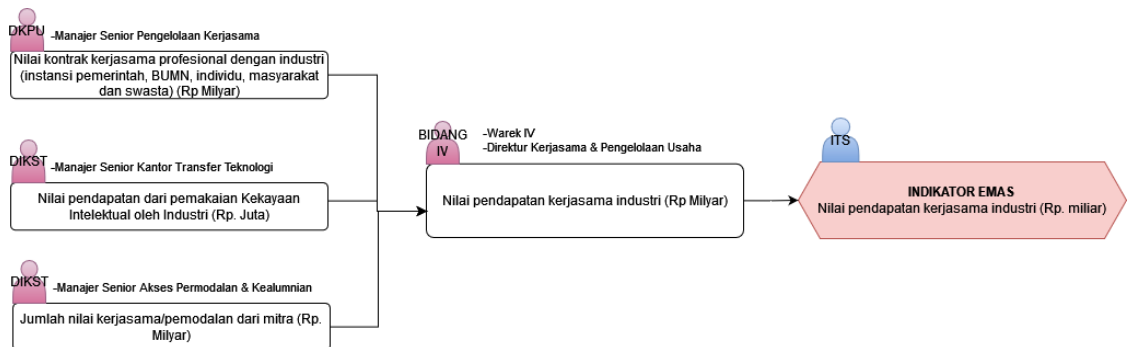 DKPU
-Manajer Senior Pengelolaan Kerjasama
Nilai kontrak kerjasama profesional dengan industri
(instansi pemerintah, BUMN, individu, masyarakat
dan swasta) (Rp Milyar)
DIKST
-Manajer Senior Kantor Transfer Teknologi
Nilai pendapatan dari pemakaian Kekayaan
Intelektual oleh Industri (Rp. Juta)
DIKST
-Manajer Senior Akses Permodalan & Kealumnian
Jumlah nilai kerjasama/pemodalan dari mitra (Rp.
Milyar)
BIDANG
IV
-Warek IV
-Direktur Kerjasama & Pengelolaan Usaha
Nilai pendapatan kerjasama industri (Rp Milyar)
ITS
INDIKATOR EMAS
Nilai pendapatan kerjasama industri (Rp. miliar)